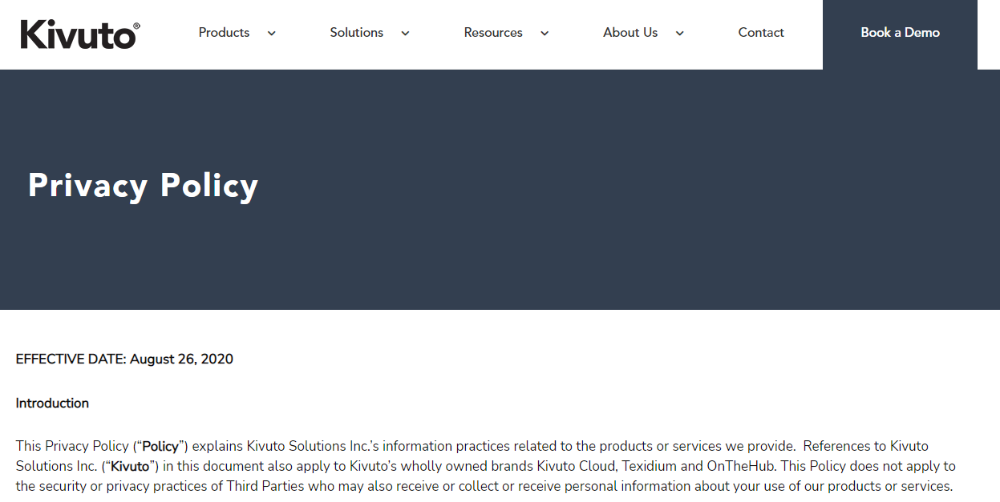 Kivuto®
Products
Solutions
Resources
About Us
Contact
Book a Demo
Privacy Policy
EFFECTIVE DATE: August 26, 2020
Introduction
This Privacy Policy (“Policy”) explains Kivuto Solutions Inc.’s information practices related to the products or services we provide.  References to Kivuto
Solutions Inc. (“Kivuto”) in this document also apply to Kivuto’s wholly owned brands Kivuto Cloud, Texidium and OnTheHub. This Policy does not apply to
the security or privacy practices of Third Parties who may also receive or collect or receive personal information about your use of our products or services.